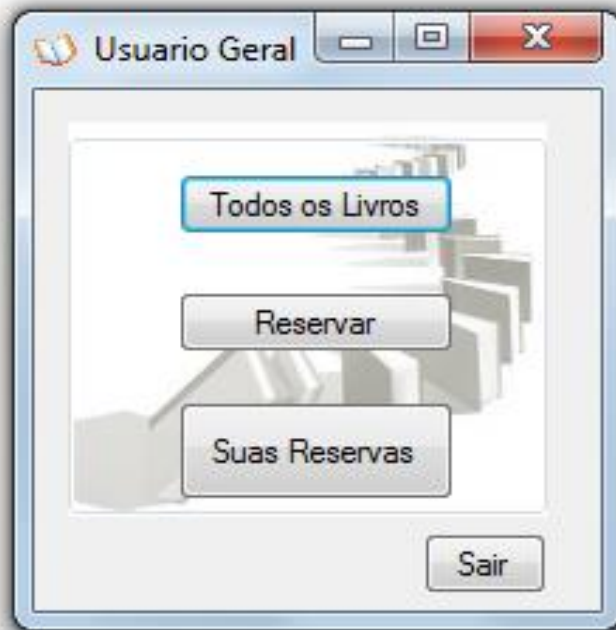 Usuario Geral
Todos os Livros
Reservar
Suas Reservas
Sair